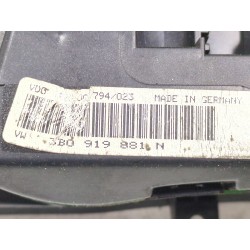 VDO 794/023 MADE IN GERMANY
VW 3B0 919 881 N